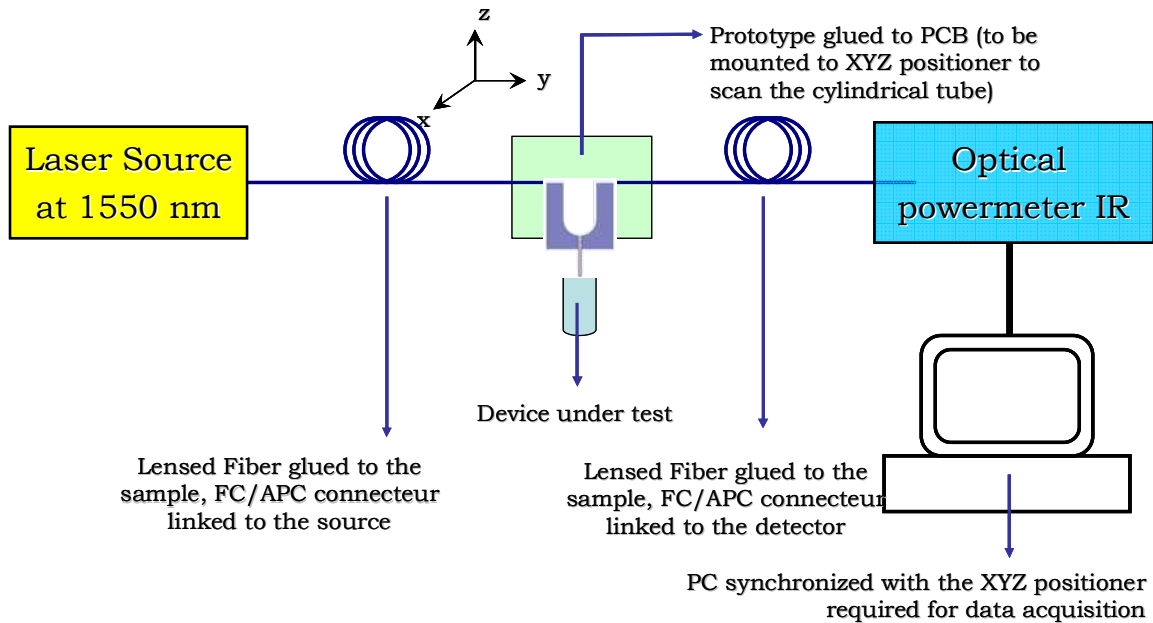 z
y
x
Prototype glued to PCB (to be
mounted to XYZ positioner to
scan the cylindrical tube)
Laser Source
at 1550 nm
Optical
powermeter IR
Device under test
Lensed Fiber glued to the
sample, FC/APC connecteur
linked to the source
Lensed Fiber glued to the
sample, FC/APC connecteur
linked to the detector
PC synchronized with the XYZ positioner
required for data acquisition